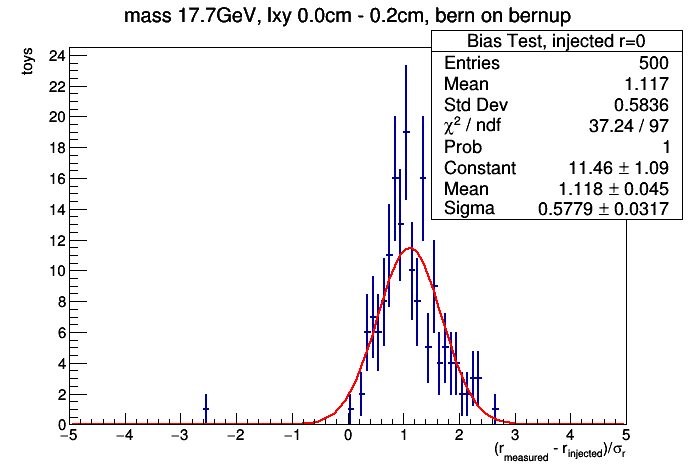 mass 17.7GeV, lxy 0.0cm - 0.2cm, bern on bernup
Bias Test, injected r=0
Entries 500
Mean 1.117
Std Dev 0.5836
χ² / ndf 37.24 / 97
Prob 1
Constant 11.46 ± 1.09
Mean 1.118 ± 0.045
Sigma 0.5779 ± 0.0317
toys
24
22
20
18
16
14
12
10
8
6
4
2
0
−5 −4 −3 −2 −1 0 1 2 3 4 5
(r_measured - r_injected)/σ_r